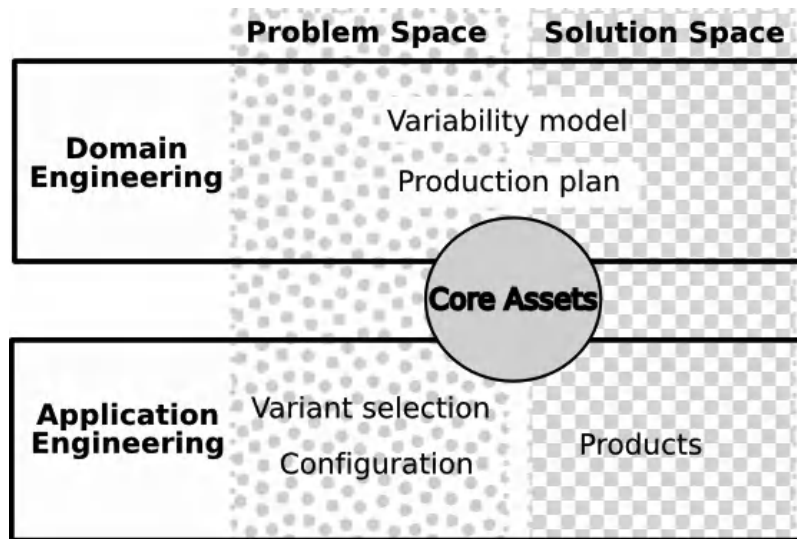 Problem Space
Solution Space
Variability model
Domain
Engineering
Production plan
Core Assets
Variant selection
Application
Engineering
Configuration
Products